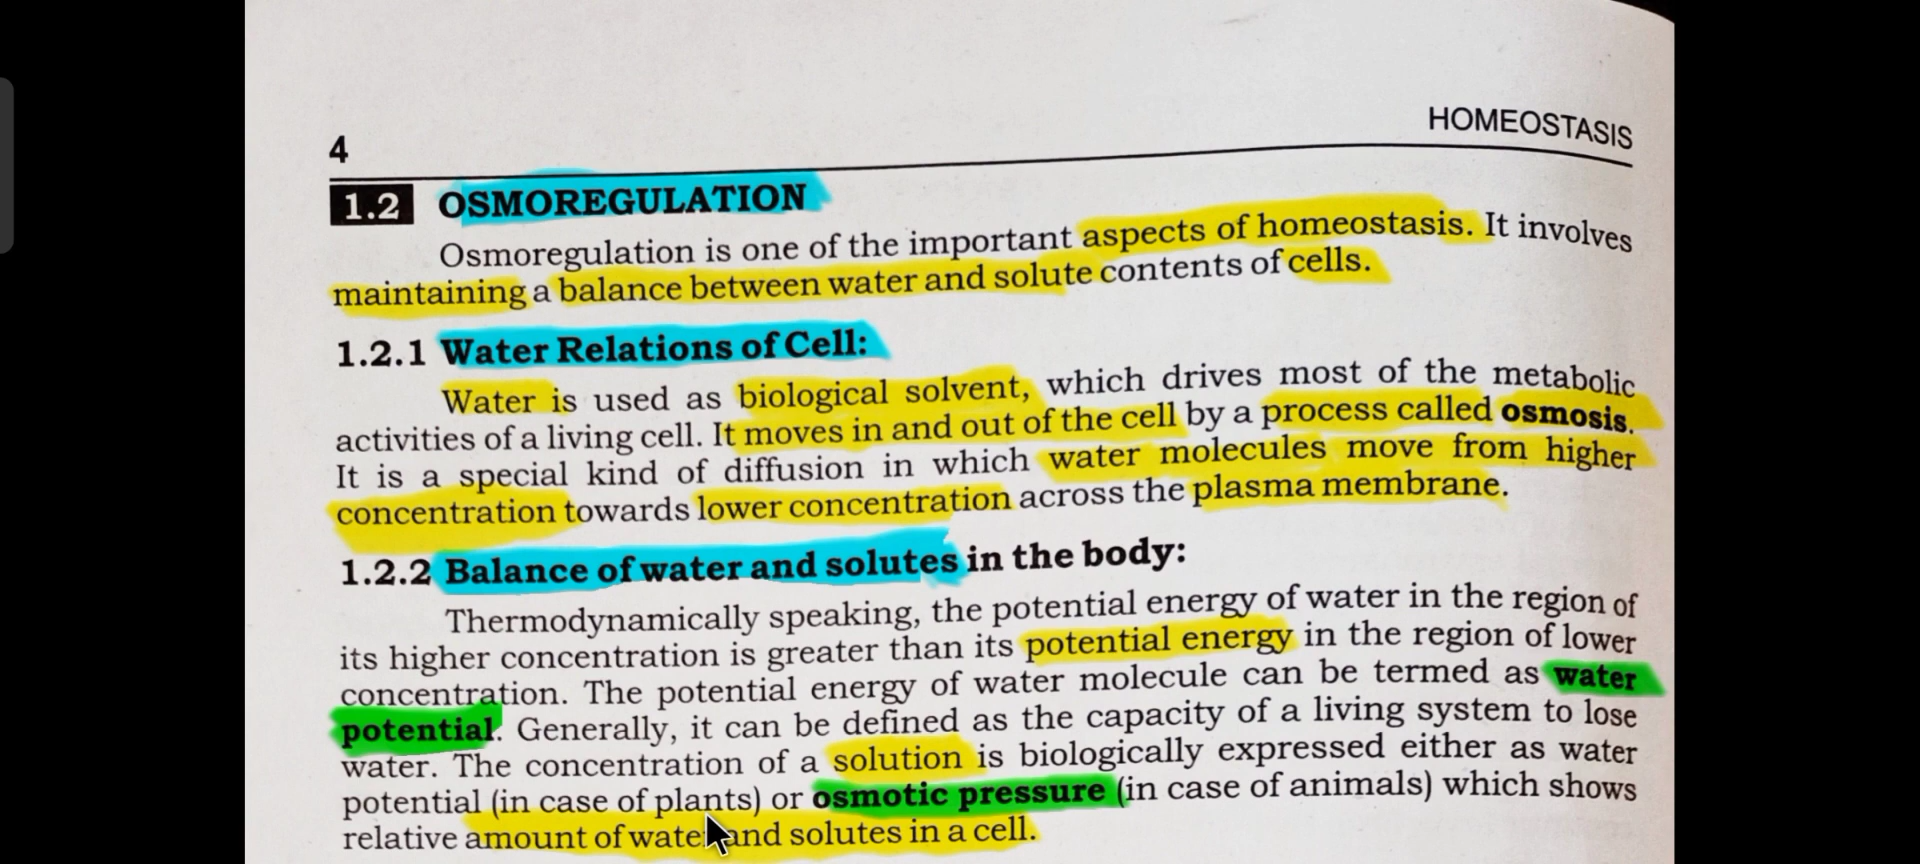 HOMEOSTASIS
4
1.2 OSMOREGULATION
Osmoregulation is one of the important aspects of homeostasis. It involves
maintaining a balance between water and solute contents of cells.
1.2.1 Water Relations of Cell:
Water is used as biological solvent, which drives most of the metabolic
activities of a living cell. It moves in and out of the cell by a process called osmosis.
It is a special kind of diffusion in which water molecules move from higher
concentration towards lower concentration across the plasma membrane.
1.2.2 Balance of water and solutes in the body:
Thermodynamically speaking, the potential energy of water in the region of
its higher concentration is greater than its potential energy in the region of lower
concentration. The potential energy of water molecule can be termed as water
potential. Generally, it can be defined as the capacity of a living system to lose
water. The concentration of a solution is biologically expressed either as water
potential (in case of plants) or osmotic pressure (in case of animals) which shows
relative amount of water and solutes in a cell.